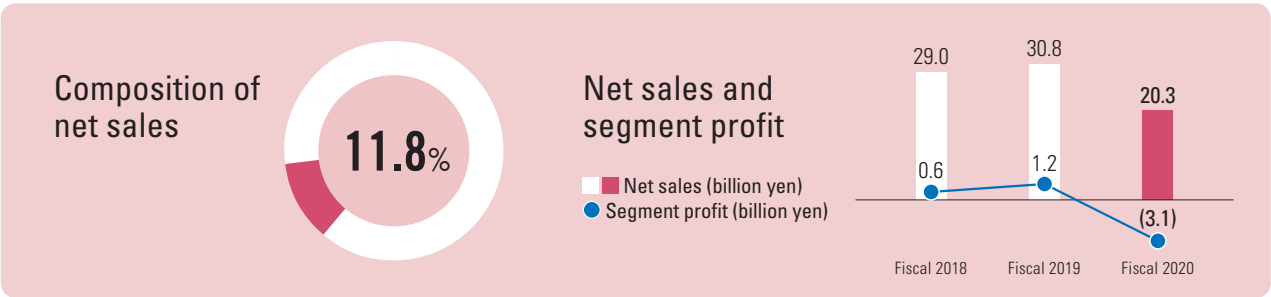 Composition of
net sales
11.8%
Net sales and
segment profit
Net sales (billion yen)
Segment profit (billion yen)
29.0
30.8
20.3
0.6
1.2
(3.1)
Fiscal 2018
Fiscal 2019
Fiscal 2020